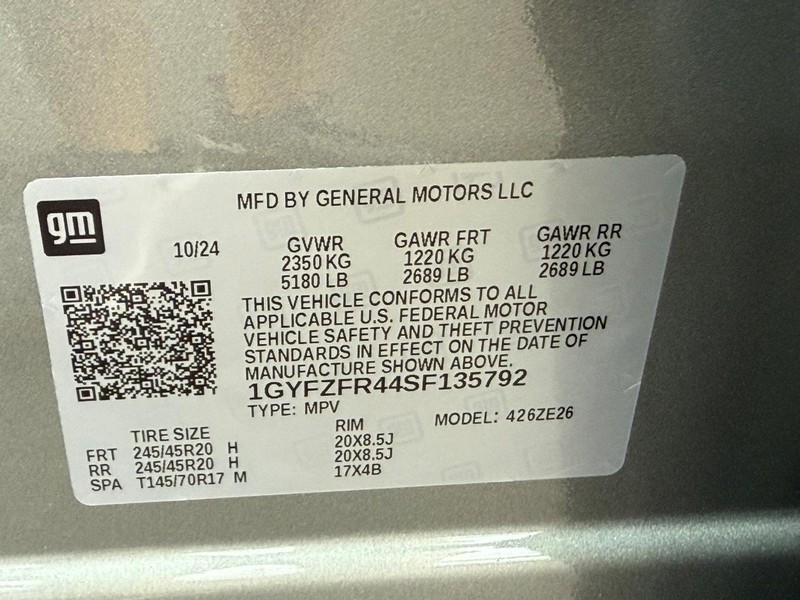 gm
MFD BY GENERAL MOTORS LLC
10/24 GVWR GAWR FRT GAWR RR
2350 KG 1220 KG 1220 KG
5180 LB 2689 LB 2689 LB
THIS VEHICLE CONFORMS TO ALL
APPLICABLE U.S. FEDERAL MOTOR
VEHICLE SAFETY AND THEFT PREVENTION
STANDARDS IN EFFECT ON THE DATE OF
MANUFACTURE SHOWN ABOVE.
1GYFZFR44SF135792
TYPE: MPV MODEL: 426ZE26
TIRE SIZE RIM
FRT 245/45R20 H 20X8.5J
RR 245/45R20 H 20X8.5J
SPA T145/70R17 M 17X4B